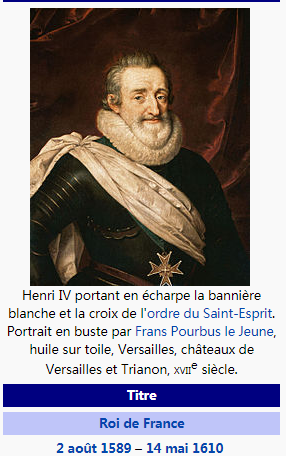 Henri IV portant en écharpe la bannière
blanche et la croix de l'ordre du Saint-Esprit.
Portrait en buste par Frans Pourbus le Jeune,
huile sur toile, Versailles, châteaux de
Versailles et Trianon, XVIIe siècle.
Titre
Roi de France
2 août 1589 – 14 mai 1610